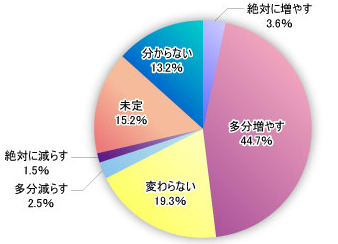 絶対に増やす
3.6%
多分増やす
44.7%
変わらない
19.3%
多分減らす
2.5%
絶対に減らす
1.5%
未定
15.2%
分からない
13.2%